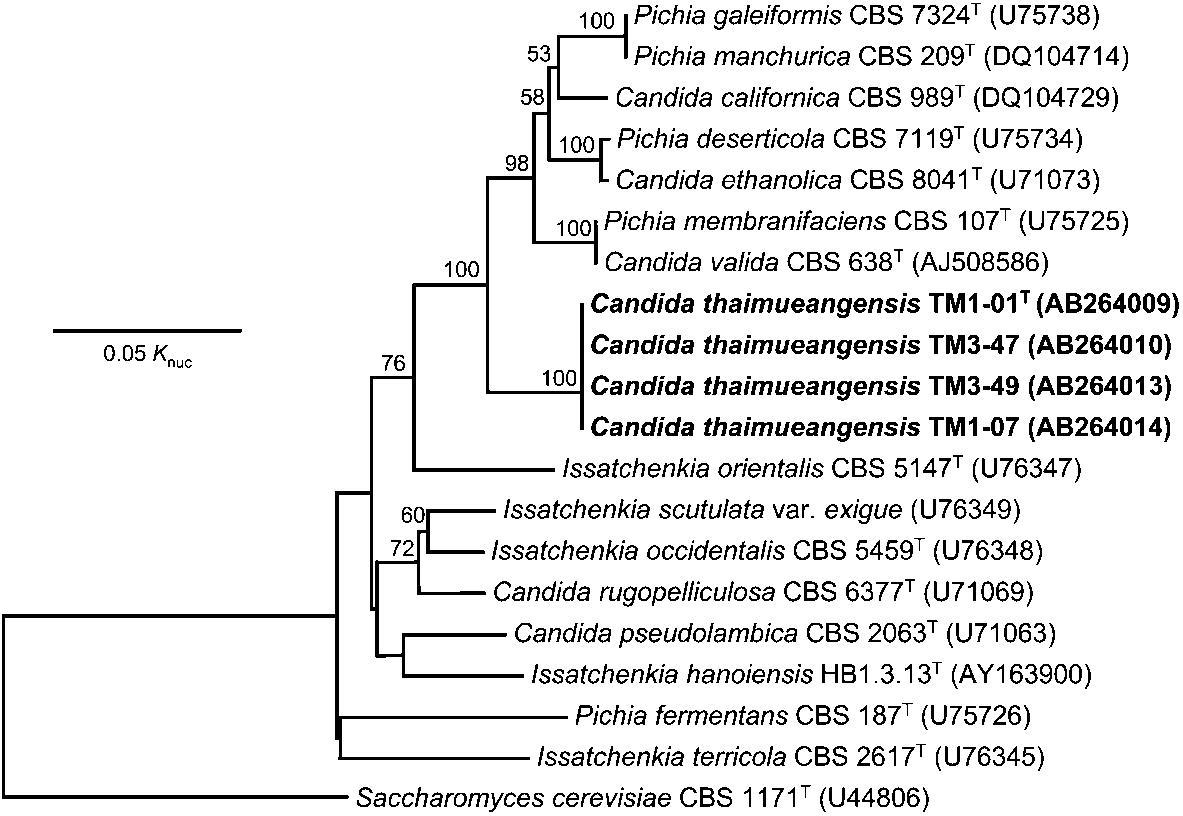 100
Pichia galeiformis CBS 7324ᵀ (U75738)
Pichia manchurica CBS 209ᵀ (DQ104714)
53
Candida californica CBS 989ᵀ (DQ104729)
58
100
Pichia deserticola CBS 7119ᵀ (U75734)
98
Candida ethanolica CBS 8041ᵀ (U71073)
100
Pichia membranifaciens CBS 107ᵀ (U75725)
Candida valida CBS 638ᵀ (AJ508586)
100
Candida thaimueangensis TM1-01ᵀ (AB264009)
Candida thaimueangensis TM3-47 (AB264010)
0.05 Knuc
76
100
Candida thaimueangensis TM3-49 (AB264013)
Candida thaimueangensis TM1-07 (AB264014)
Issatchenkia orientalis CBS 5147ᵀ (U76347)
60
Issatchenkia scutulata var. exigue (U76349)
72
Issatchenkia occidentalis CBS 5459ᵀ (U76348)
Candida rugopelliculosa CBS 6377ᵀ (U71069)
Candida pseudolambica CBS 2063ᵀ (U71063)
Issatchenkia hanoiensis HB1.3.13ᵀ (AY163900)
Pichia fermentans CBS 187ᵀ (U75726)
Issatchenkia terricola CBS 2617ᵀ (U76345)
Saccharomyces cerevisiae CBS 1171ᵀ (U44806)